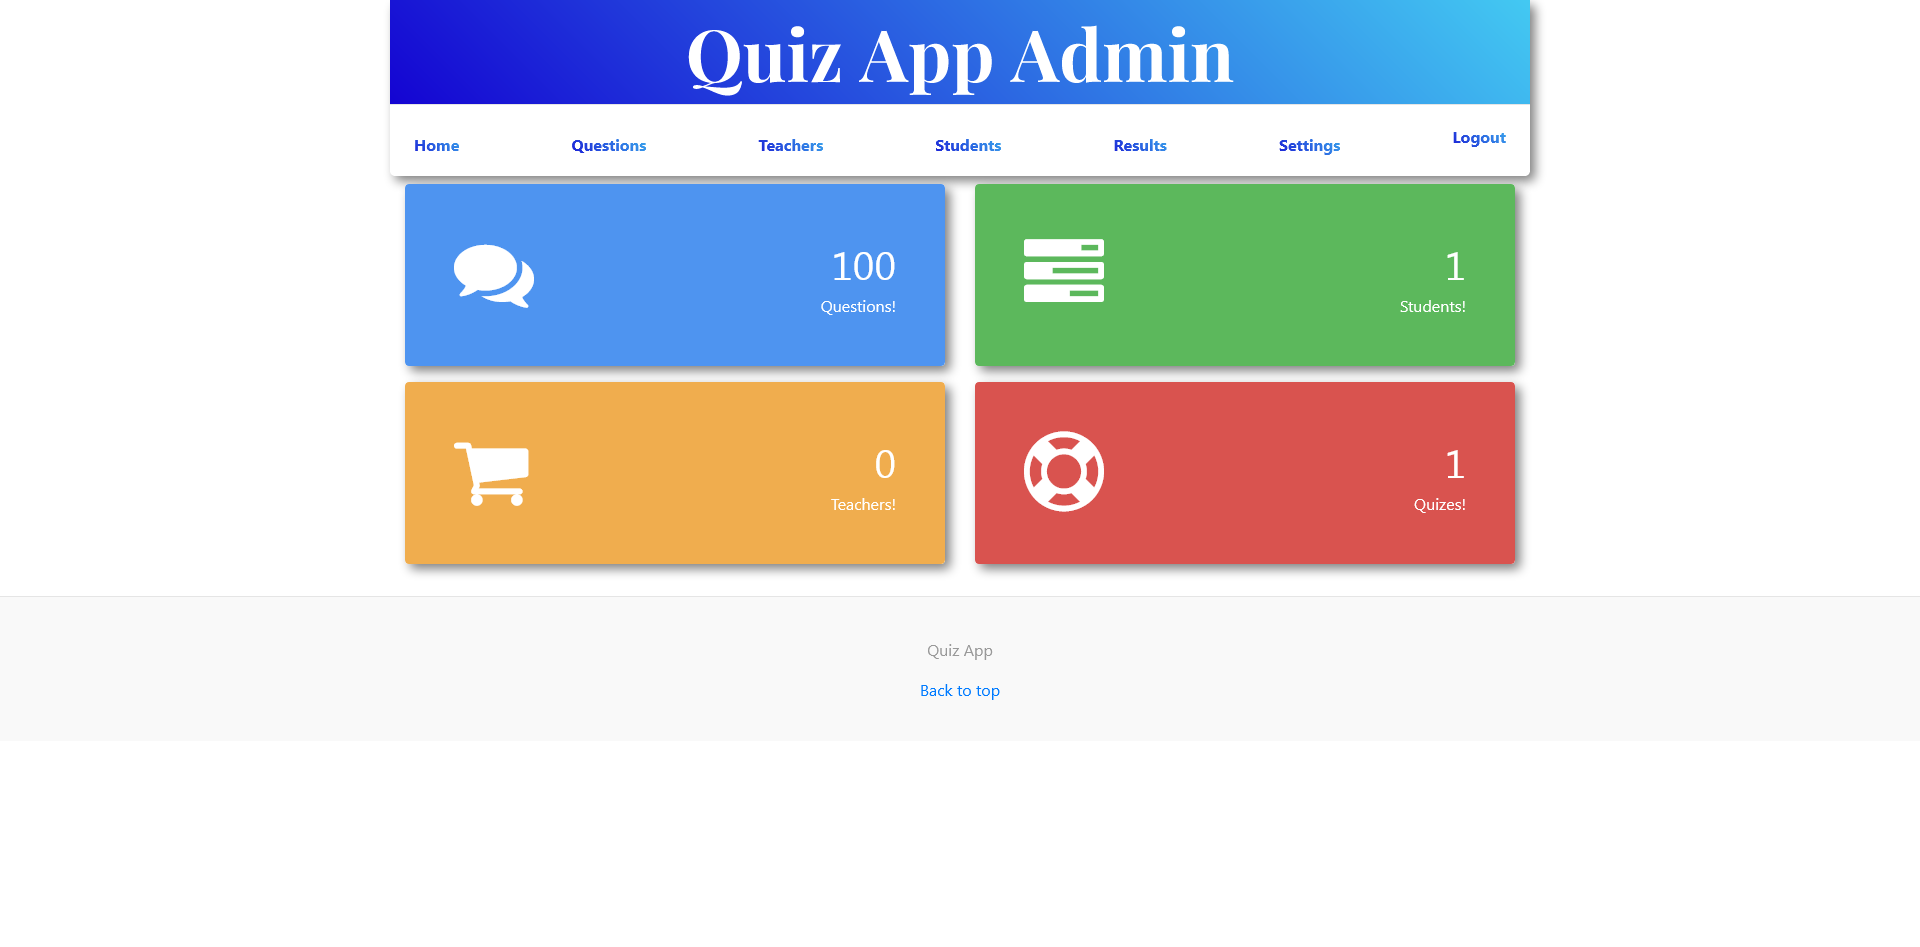 Quiz App Admin
Home Questions Teachers Students Results Settings Logout
100
Questions!
1
Students!
0
Teachers!
1
Quizes!
Quiz App
Back to top